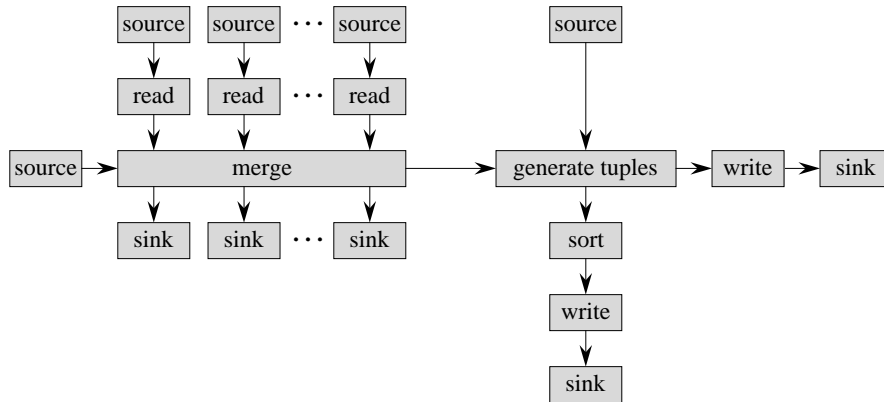 source source ··· source source
read read ··· read
source merge generate tuples write sink
sink sink ··· sink sort
write
sink